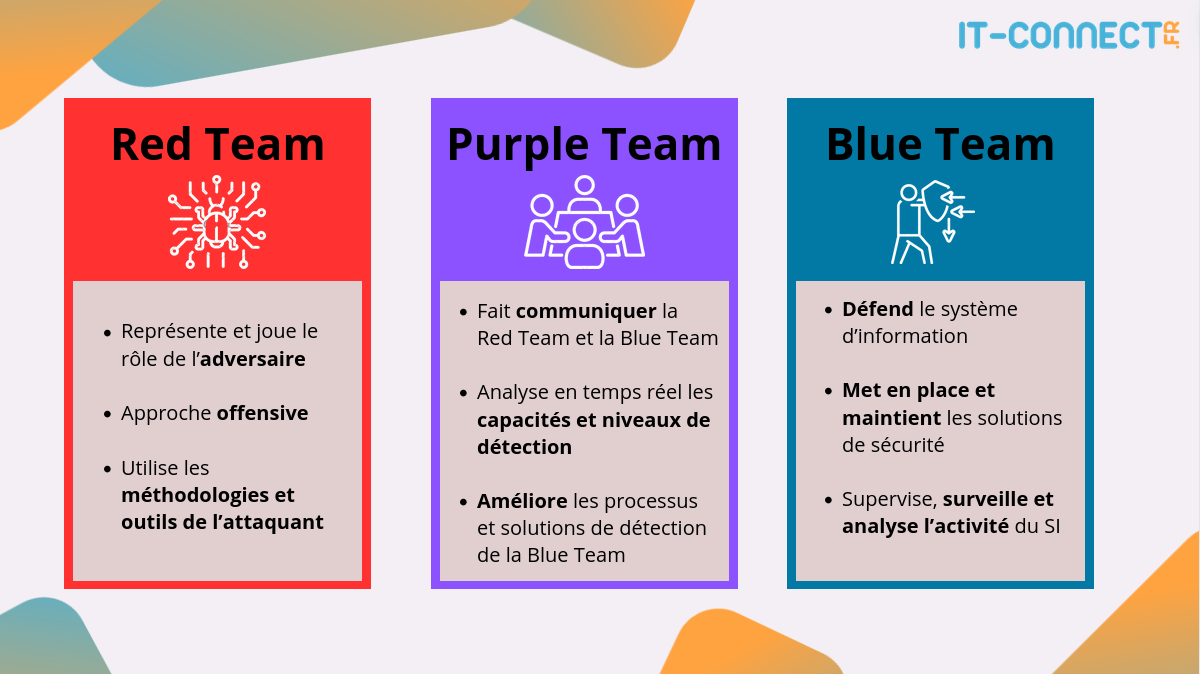 IT-CONNECT.FR
Red Team
Représente et joue le
rôle de l’adversaire
Approche offensive
Utilise les
méthodologies et
outils de l’attaquant
Purple Team
Fait communiquer la
Red Team et la Blue Team
Analyse en temps réel les
capacités et niveaux de
détection
Améliore les processus
et solutions de détection
de la Blue Team
Blue Team
Défend le système
d’information
Met en place et
maintient les solutions
de sécurité
Supervise, surveille et
analyse l’activité du SI